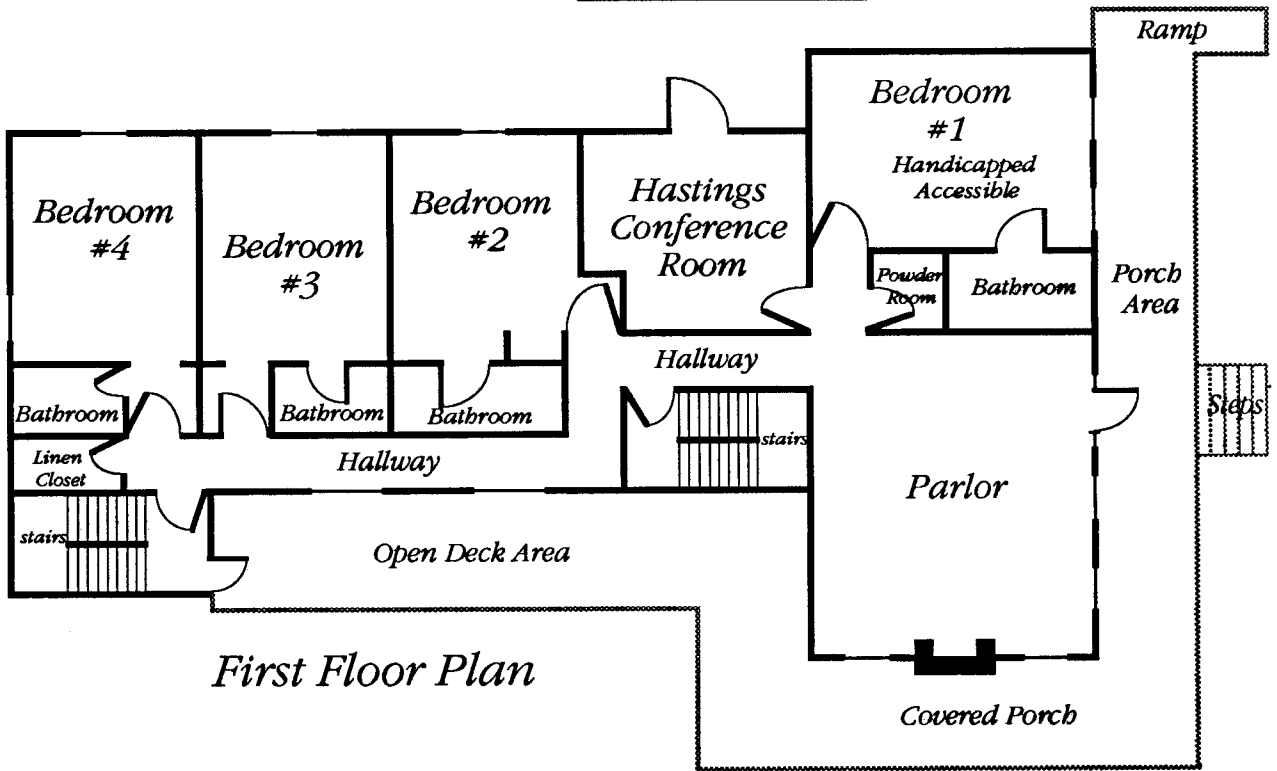 Ramp
Bedroom
#1
Handicapped
Accessible
Bedroom
#4
Bedroom
#3
Bedroom
#2
Hastings
Conference
Room
Powder
Room
Bathroom
Porch
Area
Hallway
Bathroom
Bathroom
Bathroom
Steps
stairs
Linen
Closet
Hallway
Parlor
stairs
Open Deck Area
First Floor Plan
Covered Porch